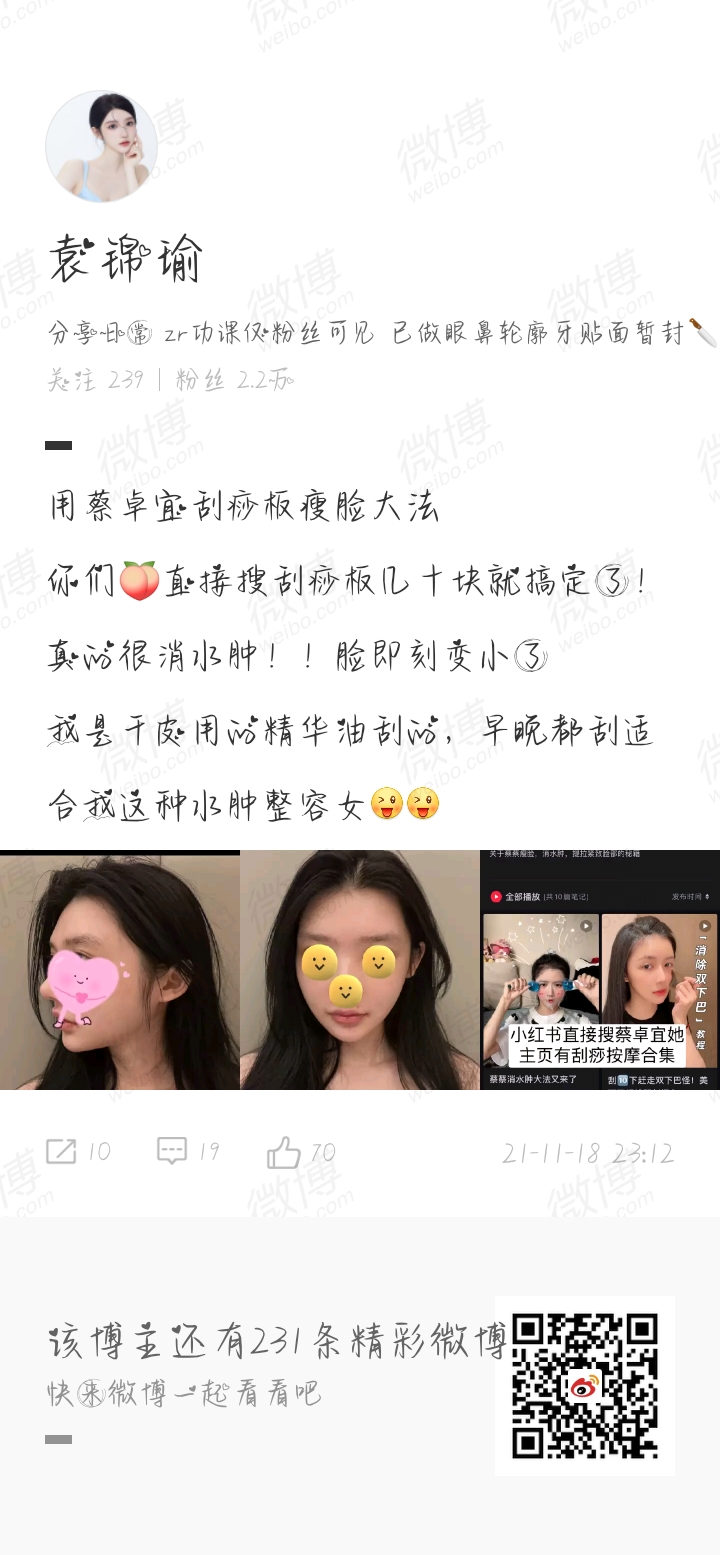 袁锦瑜
分享日常 zr功课仅粉丝可见 已做眼鼻轮廓牙贴面暂封🔪
关注 239 | 粉丝 2.2万
用蔡卓宜刮痧板瘦脸大法
你们🍑直接搜刮痧板几十块就搞定了！
真的很消水肿！！脸即刻变小了
我是干皮用的精华油刮的，早晚都刮适
合我这种水肿整容女😜😜
关于蔡蔡瘦脸、消水肿，提拉紧致脸部的秘籍
全部播放 (共10篇笔记) 发布时间
「消除双下巴」教程
小红书直接搜蔡卓宜她
主页有刮痧按摩合集
蔡蔡消水肿大法又来了
刮🔟下赶走双下巴怪！美
10 19 70 21-11-18 23:12
该博主还有231条精彩微博
快来微博一起看看吧
微博
weibo.com